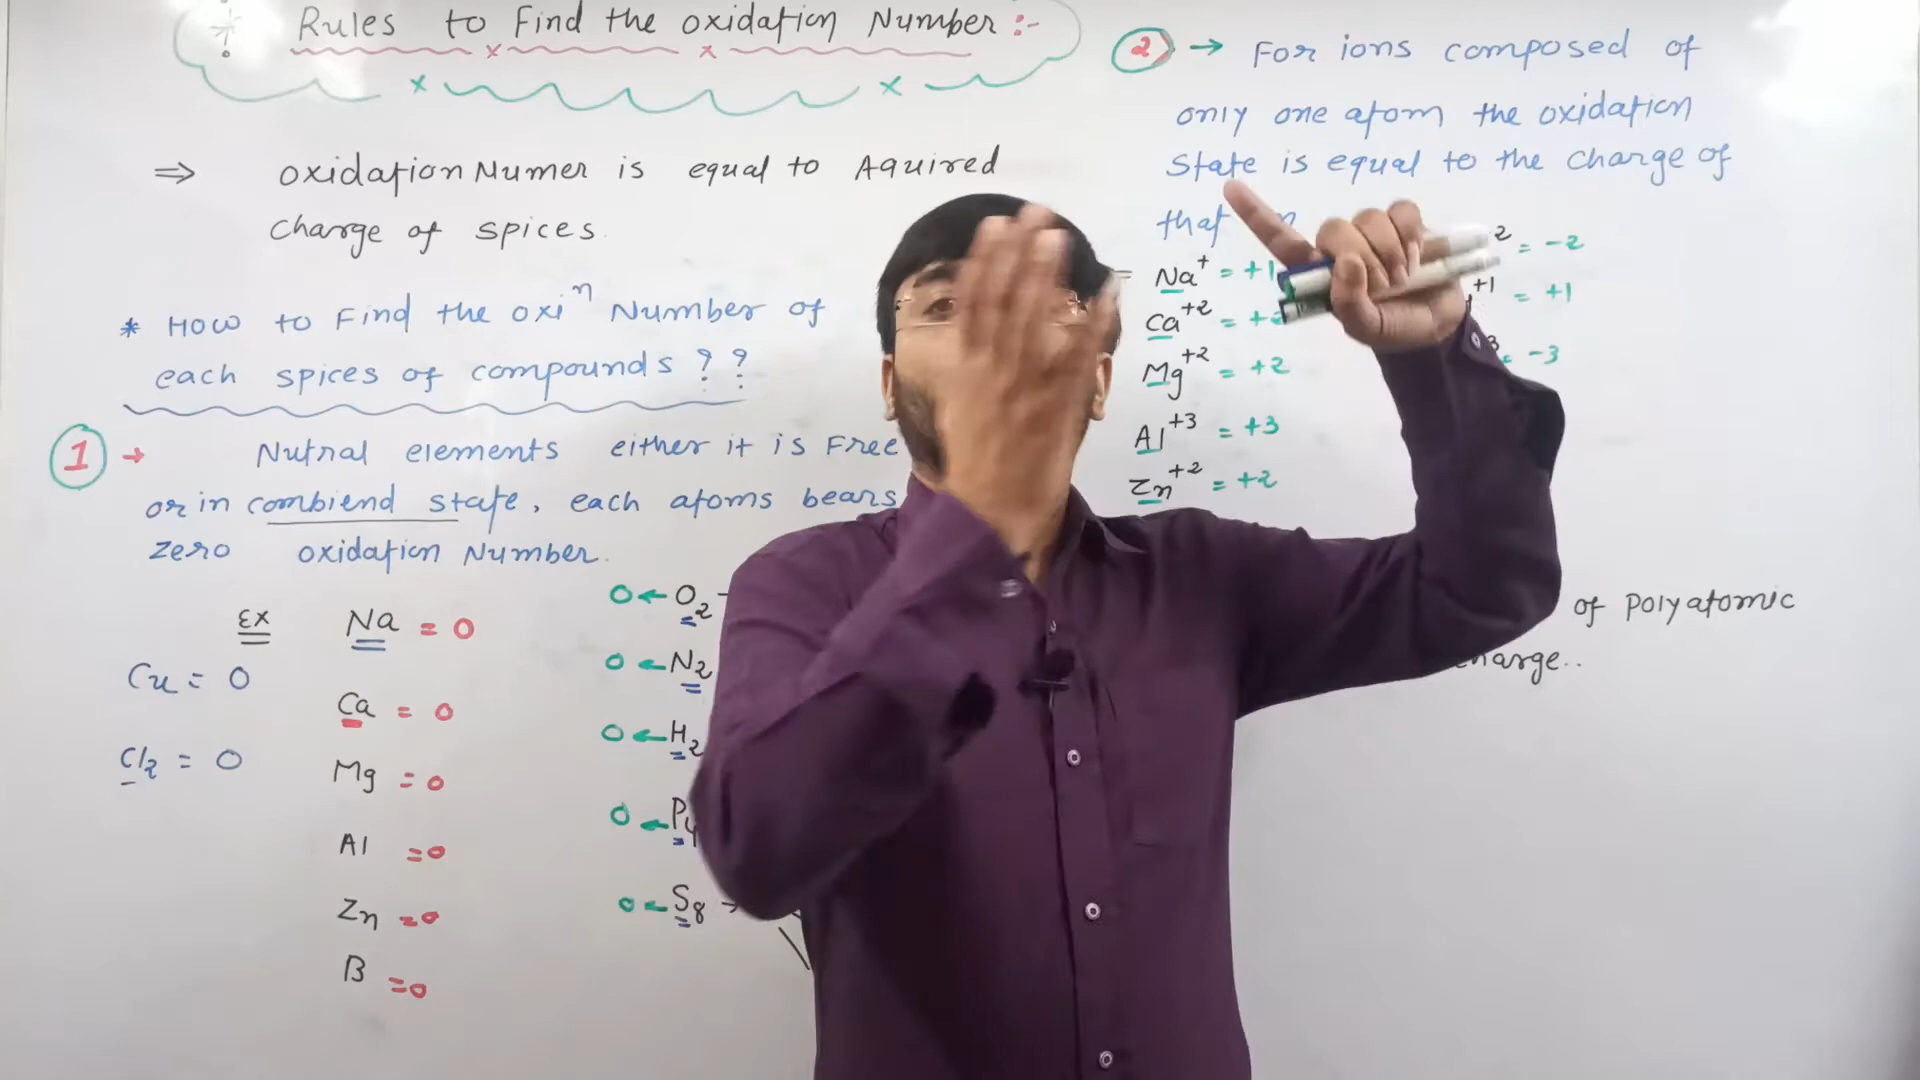 Rules to Find the oxidation Number :-
⇒ oxidation Numer is equal to Aquired
charge of spices.
* How to Find the oxiⁿ Number of
each spices of compounds ??
1 → Nutral elements either it is Free
or in combiend state, each atoms bears
zero oxidation Number.
Ex
Na = 0
Cu = 0
Ca = 0
Cl2 = 0
Mg = 0
Al = 0
Zn = 0
B = 0
0 ← O2
0 ← N2
0 ← H2
0 ← P4
0 ← S8 →
2 → For ions composed of
only one atom the oxidation
State is equal to the charge of
that
Na+ = +1
Ca+2 =
Mg+2 = +2
Al+3 = +3
Zn+2 = +2
2 = -2
+1 = +1
3 = -3
of Polyatomic
charge..